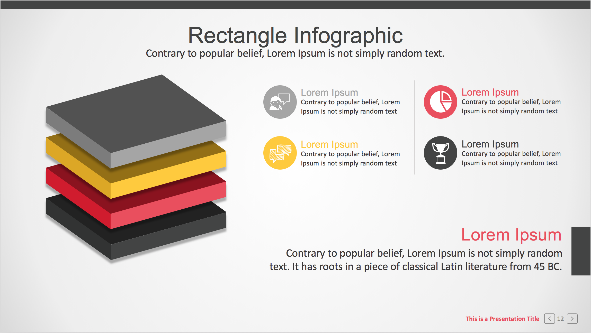 Rectangle Infographic
Contrary to popular belief, Lorem Ipsum is not simply random text.
Lorem Ipsum
Contrary to popular belief, Lorem
Ipsum is not simply random text
Lorem Ipsum
Contrary to popular belief, Lorem
Ipsum is not simply random text
Lorem Ipsum
Contrary to popular belief, Lorem
Ipsum is not simply random text.
Lorem Ipsum
Contrary to popular belief, Lorem
Ipsum is not simply random text.
Lorem Ipsum
Contrary to popular belief, Lorem Ipsum is not simply random
text. It has roots in a piece of classical Latin literature from 45 BC.
This is a Presentation Title < 11 >